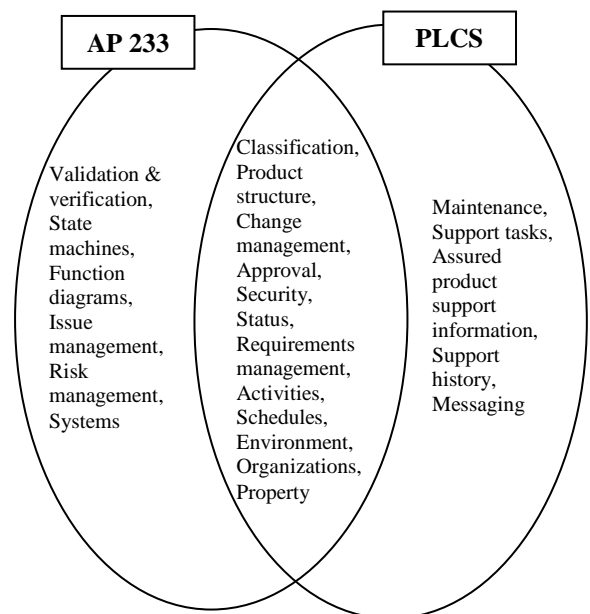 AP 233
PLCS
Validation &
verification,
State
machines,
Function
diagrams,
Issue
management,
Risk
management,
Systems
Classification,
Product
structure,
Change
management,
Approval,
Security,
Status,
Requirements
management,
Activities,
Schedules,
Environment,
Organizations,
Property
Maintenance,
Support tasks,
Assured
product
support
information,
Support
history,
Messaging